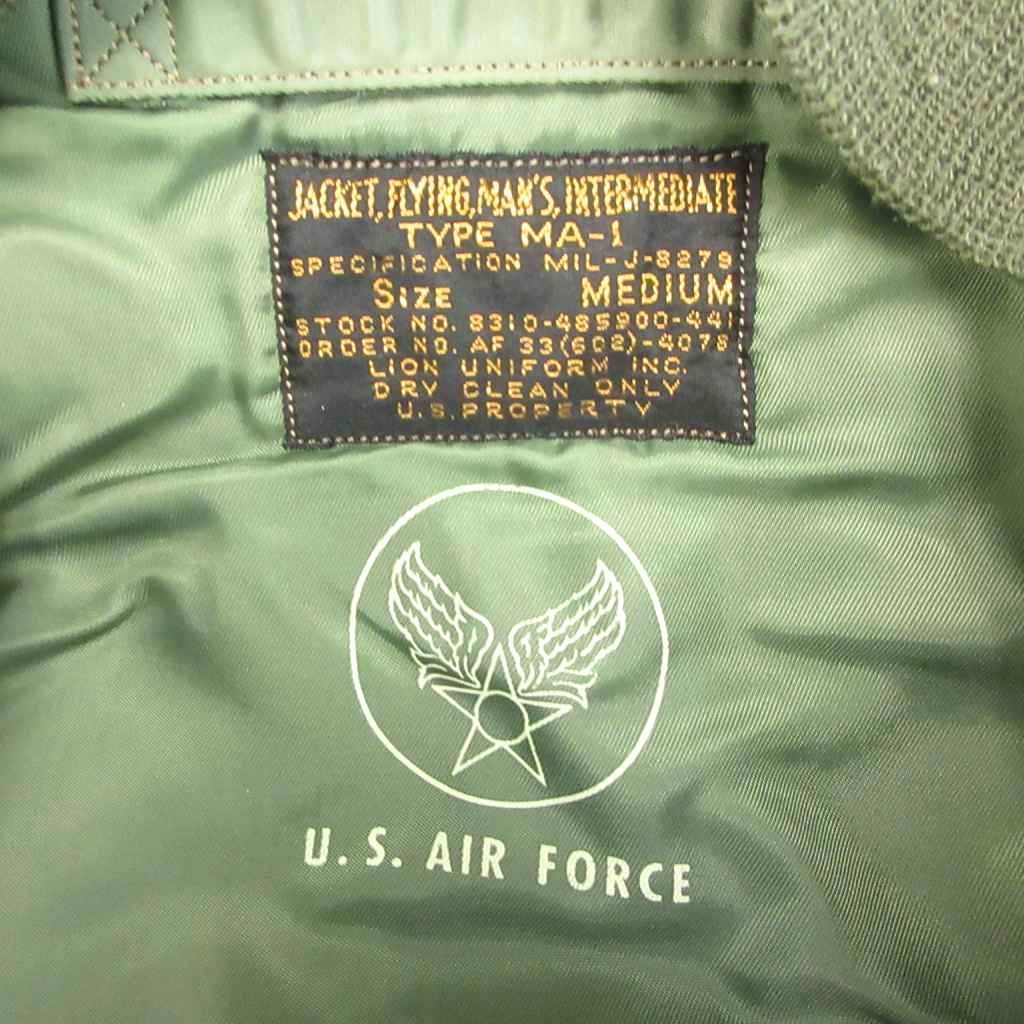 JACKET, FLYING, MAN'S, INTERMEDIATE
TYPE MA-1
SPECIFICATION MIL-J-8279
SIZE MEDIUM
STOCK NO. 8310-485900-441
ORDER NO. AF 33(602)-4078
LION UNIFORM INC.
DRY CLEAN ONLY
U.S. PROPERTY
U.S. AIR FORCE